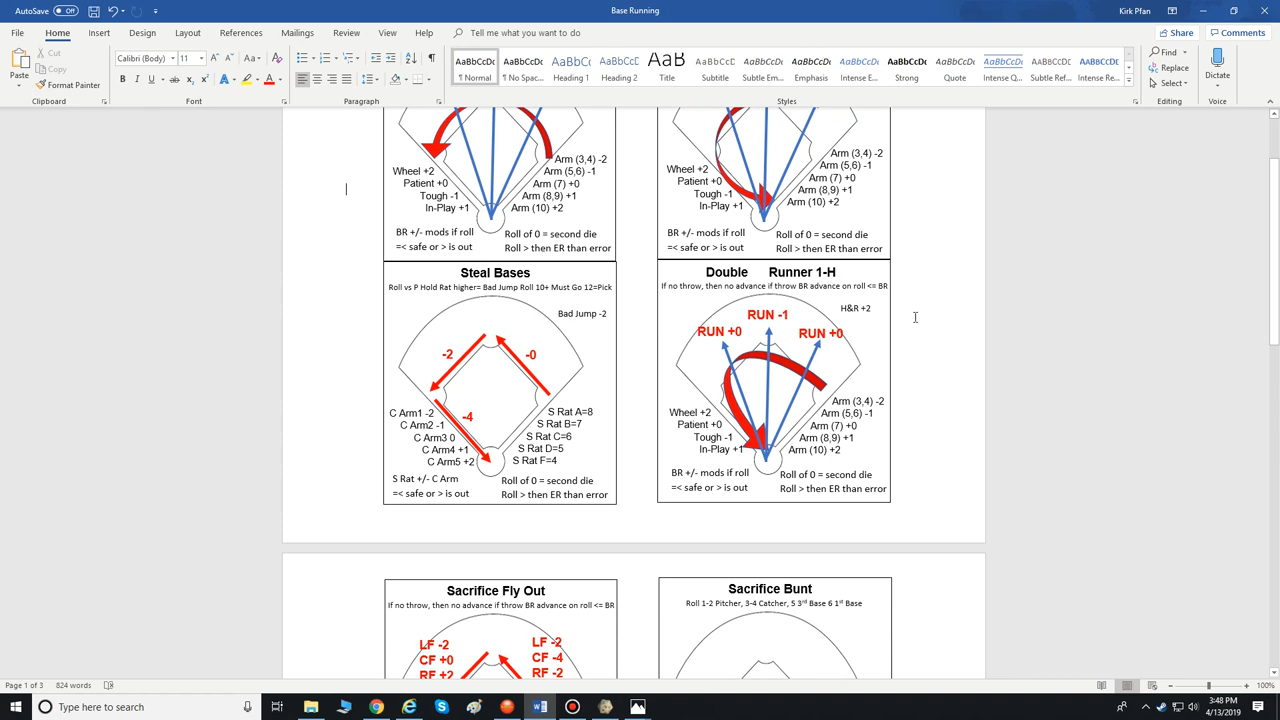 AutoSave Off
Base Running
Kirk Pfan
File Home Insert Design Layout References Mailings Review View Help Tell me what you want to do
Share Comments
Paste
Cut
Copy
Format Painter
Calibri (Body) 11
B I U ab
AaBbCcDc AaBbCcDc AaBbCc AaBbCcD AaB AaBbCcD AaBbCcDc AaBbCcDc AaBbCcDc AaBbCcDc AaBbCcDc AaBbCcDc AaBbCcDc
¶ Normal ¶ No Spac... Heading 1 Heading 2 Title Subtitle Subtle Em... Emphasis Intense E... Strong Quote Intense Q... Subtle Ref... Intense Re...
Find
Replace
Select
Dictate
Clipboard Font Paragraph Styles Editing Voice
Arm (3,4) -2
Arm (5,6) -1
Arm (7) +0
Arm (8,9) +1
Arm (10) +2
Wheel +2
Patient +0
Tough -1
In-Play +1
BR +/- mods if roll
=< safe or > is out
Roll of 0 = second die
Roll > then ER than error
Arm (3,4) -2
Arm (5,6) -1
Arm (7) +0
Arm (8,9) +1
Arm (10) +2
Wheel +2
Patient +0
Tough -1
In-Play +1
BR +/- mods if roll
=< safe or > is out
Roll of 0 = second die
Roll > then ER than error
Steal Bases
Roll vs P Hold Rat higher= Bad Jump Roll 10+ Must Go 12=Pick
Bad Jump -2
-2
-0
-4
C Arm1 -2
C Arm2 -1
C Arm3 0
C Arm4 +1
C Arm5 +2
S Rat A=8
S Rat B=7
S Rat C=6
S Rat D=5
S Rat F=4
S Rat +/- C Arm
=< safe or > is out
Roll of 0 = second die
Roll > then ER than error
Double Runner 1-H
If no throw, then no advance if throw BR advance on roll <= BR
H&R +2
RUN -1
RUN +0
RUN +0
Arm (3,4) -2
Arm (5,6) -1
Arm (7) +0
Arm (8,9) +1
Arm (10) +2
Wheel +2
Patient +0
Tough -1
In-Play +1
BR +/- mods if roll
=< safe or > is out
Roll of 0 = second die
Roll > then ER than error
Sacrifice Fly Out
If no throw, then no advance if throw BR advance on roll <= BR
LF -2
CF +0
RF +2
LF -2
CF -4
RF -2
Sacrifice Bunt
Roll 1-2 Pitcher, 3-4 Catcher, 5 3rd Base 6 1st Base
Page 1 of 3 824 words
100%
Type here to search
3:48 PM
4/13/2019